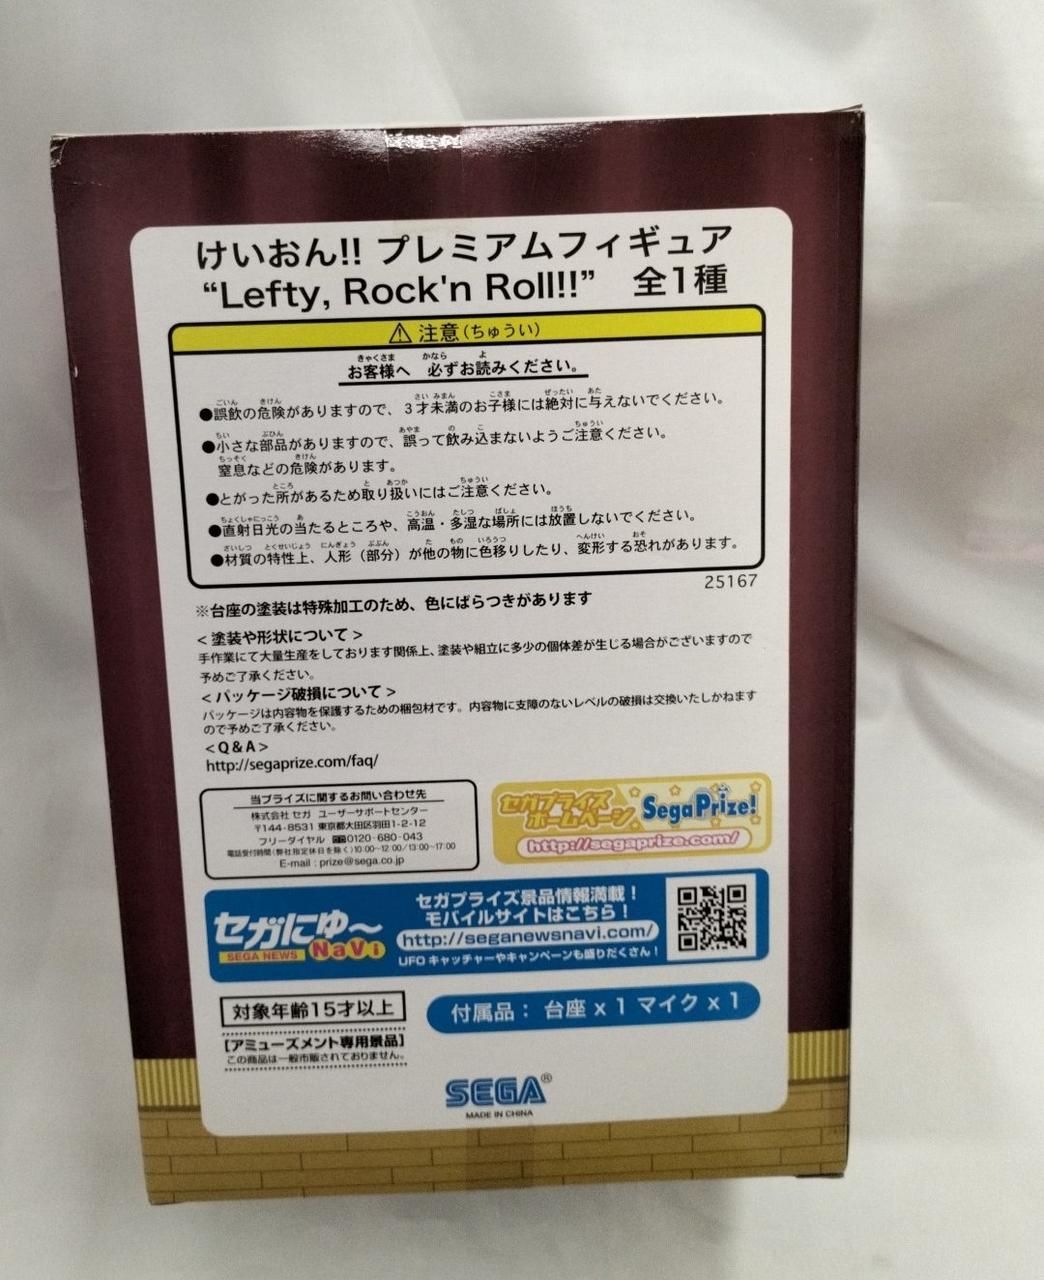 けいおん!! プレミアムフィギュア
“Lefty, Rock'n Roll!!” 全1種
⚠ 注意(ちゅうい)
お客様へ 必ずお読みください。
●誤飲の危険がありますので、3才未満のお子様には絶対に与えないでください。
●小さな部品がありますので、誤って飲み込まないようご注意ください。
窒息などの危険があります。
●とがった所があるため取り扱いにはご注意ください。
●直射日光の当たるところや、高温・多湿な場所には放置しないでください。
●材質の特性上、人形（部分）が他の物に色移りしたり、変形する恐れがあります。
25167
※台座の塗装は特殊加工のため、色にばらつきがあります
＜塗装や形状について＞
手作業にて大量生産をしております関係上、塗装や組立に多少の個体差が生じる場合がございますので
予めご了承ください。
＜パッケージ破損について＞
パッケージは内容物を保護するための梱包材です。内容物に支障のないレベルの破損は交換いたしかねます
ので予めご了承ください。
＜Q&A＞
http://segaprize.com/faq/
当プライズに関するお問い合わせ先
株式会社 セガ ユーザーサポートセンター
〒144-8531 東京都大田区羽田1-2-12
フリーダイヤル 0120-680-043
電話受付時間(弊社指定休日を除く)10:00~12:00/13:00~17:00
E-mail : prize@sega.co.jp
セガプライズ
ホームページ
SegaPrize!
http://segaprize.com/
セガにゅ〜
SEGA NEWS NaVi
セガプライズ景品情報満載！
モバイルサイトはこちら！
http://seganewsnavi.com/
UFO キャッチャーやキャンペーンも盛りだくさん！
対象年齢15才以上
付属品： 台座 x 1 マイク x 1
【アミューズメント専用景品】
この商品は一般市販されておりません。
SEGA®
MADE IN CHINA